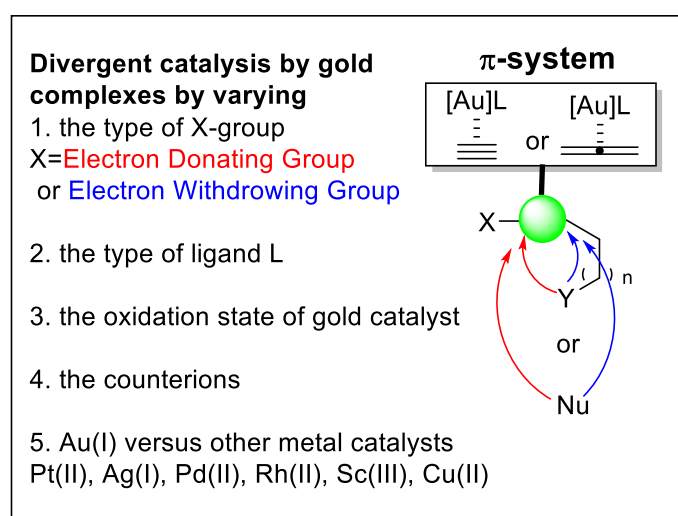 Divergent catalysis by gold
complexes by varying
1. the type of X-group
X=Electron Donating Group
or Electron Withdrowing Group
2. the type of ligand L
3. the oxidation state of gold catalyst
4. the counterions
5. Au(I) versus other metal catalysts
Pt(II), Ag(I), Pd(II), Rh(II), Sc(III), Cu(II)
π-system
[Au]L
or
[Au]L
X
( )n
Y
or
Nu